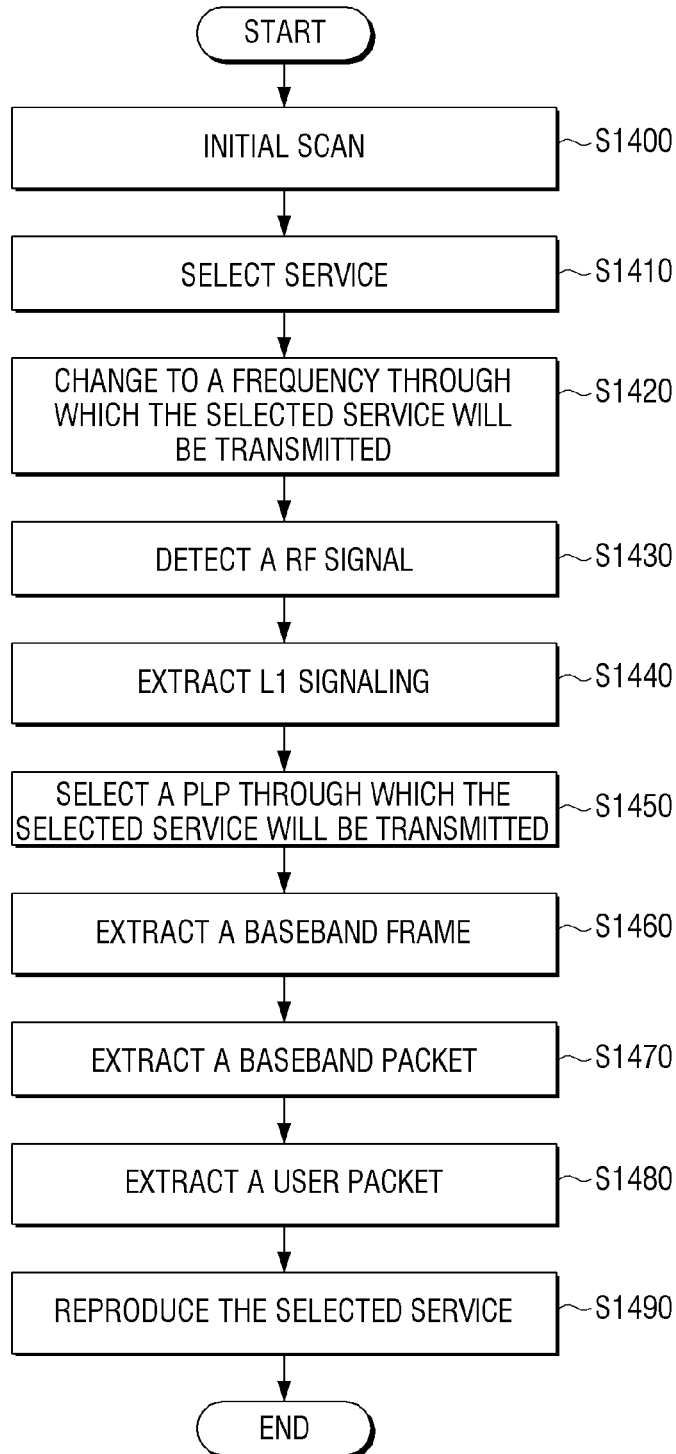 START
INITIAL SCAN
S1400
SELECT SERVICE
S1410
CHANGE TO A FREQUENCY THROUGH
WHICH THE SELECTED SERVICE WILL
BE TRANSMITTED
S1420
DETECT A RF SIGNAL
S1430
EXTRACT L1 SIGNALING
S1440
SELECT A PLP THROUGH WHICH THE
SELECTED SERVICE WILL BE TRANSMITTED
S1450
EXTRACT A BASEBAND FRAME
S1460
EXTRACT A BASEBAND PACKET
S1470
EXTRACT A USER PACKET
S1480
REPRODUCE THE SELECTED SERVICE
S1490
END